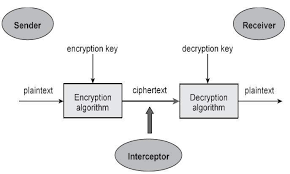 Sender
Receiver
encryption key
decryption key
plaintext
Encryption
algorithm
ciphertext
Decryption
algorithm
plaintext
Interceptor